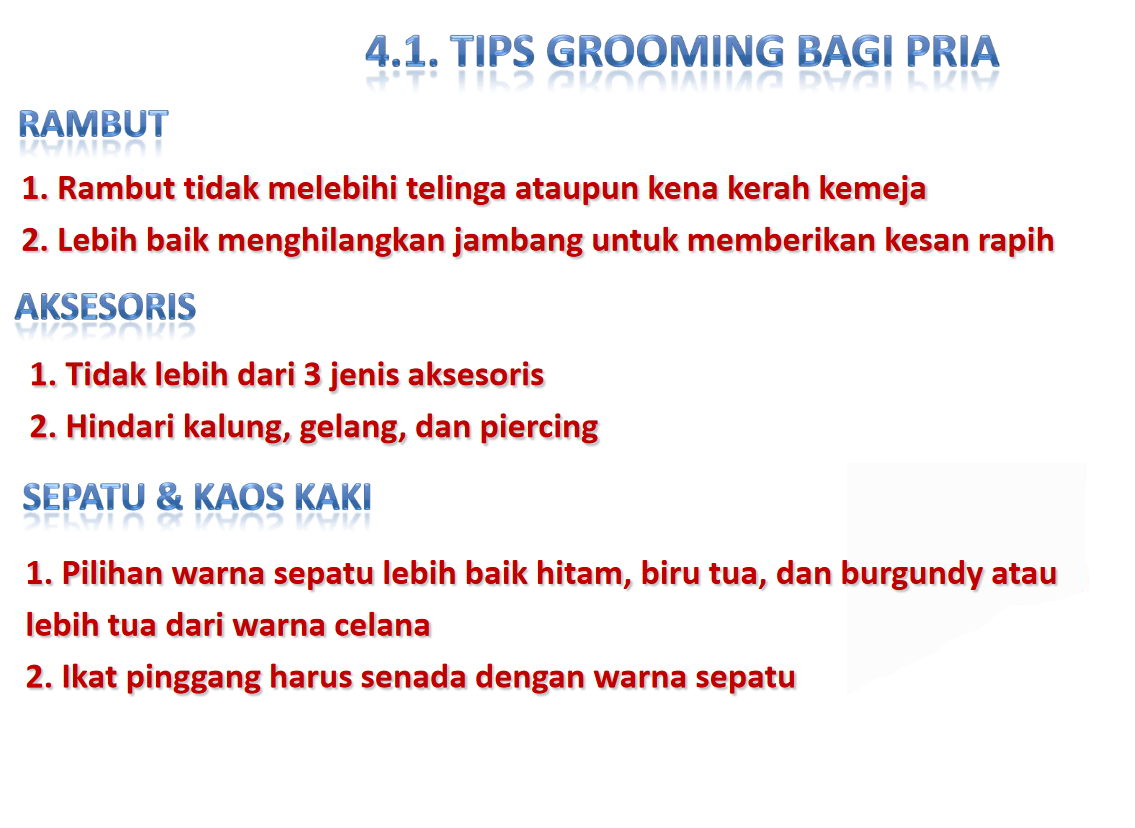 4.1. TIPS GROOMING BAGI PRIA
RAMBUT
1. Rambut tidak melebihi telinga ataupun kena kerah kemeja
2. Lebih baik menghilangkan jambang untuk memberikan kesan rapih
AKSESORIS
1. Tidak lebih dari 3 jenis aksesoris
2. Hindari kalung, gelang, dan piercing
SEPATU & KAOS KAKI
1. Pilihan warna sepatu lebih baik hitam, biru tua, dan burgundy atau
lebih tua dari warna celana
2. Ikat pinggang harus senada dengan warna sepatu